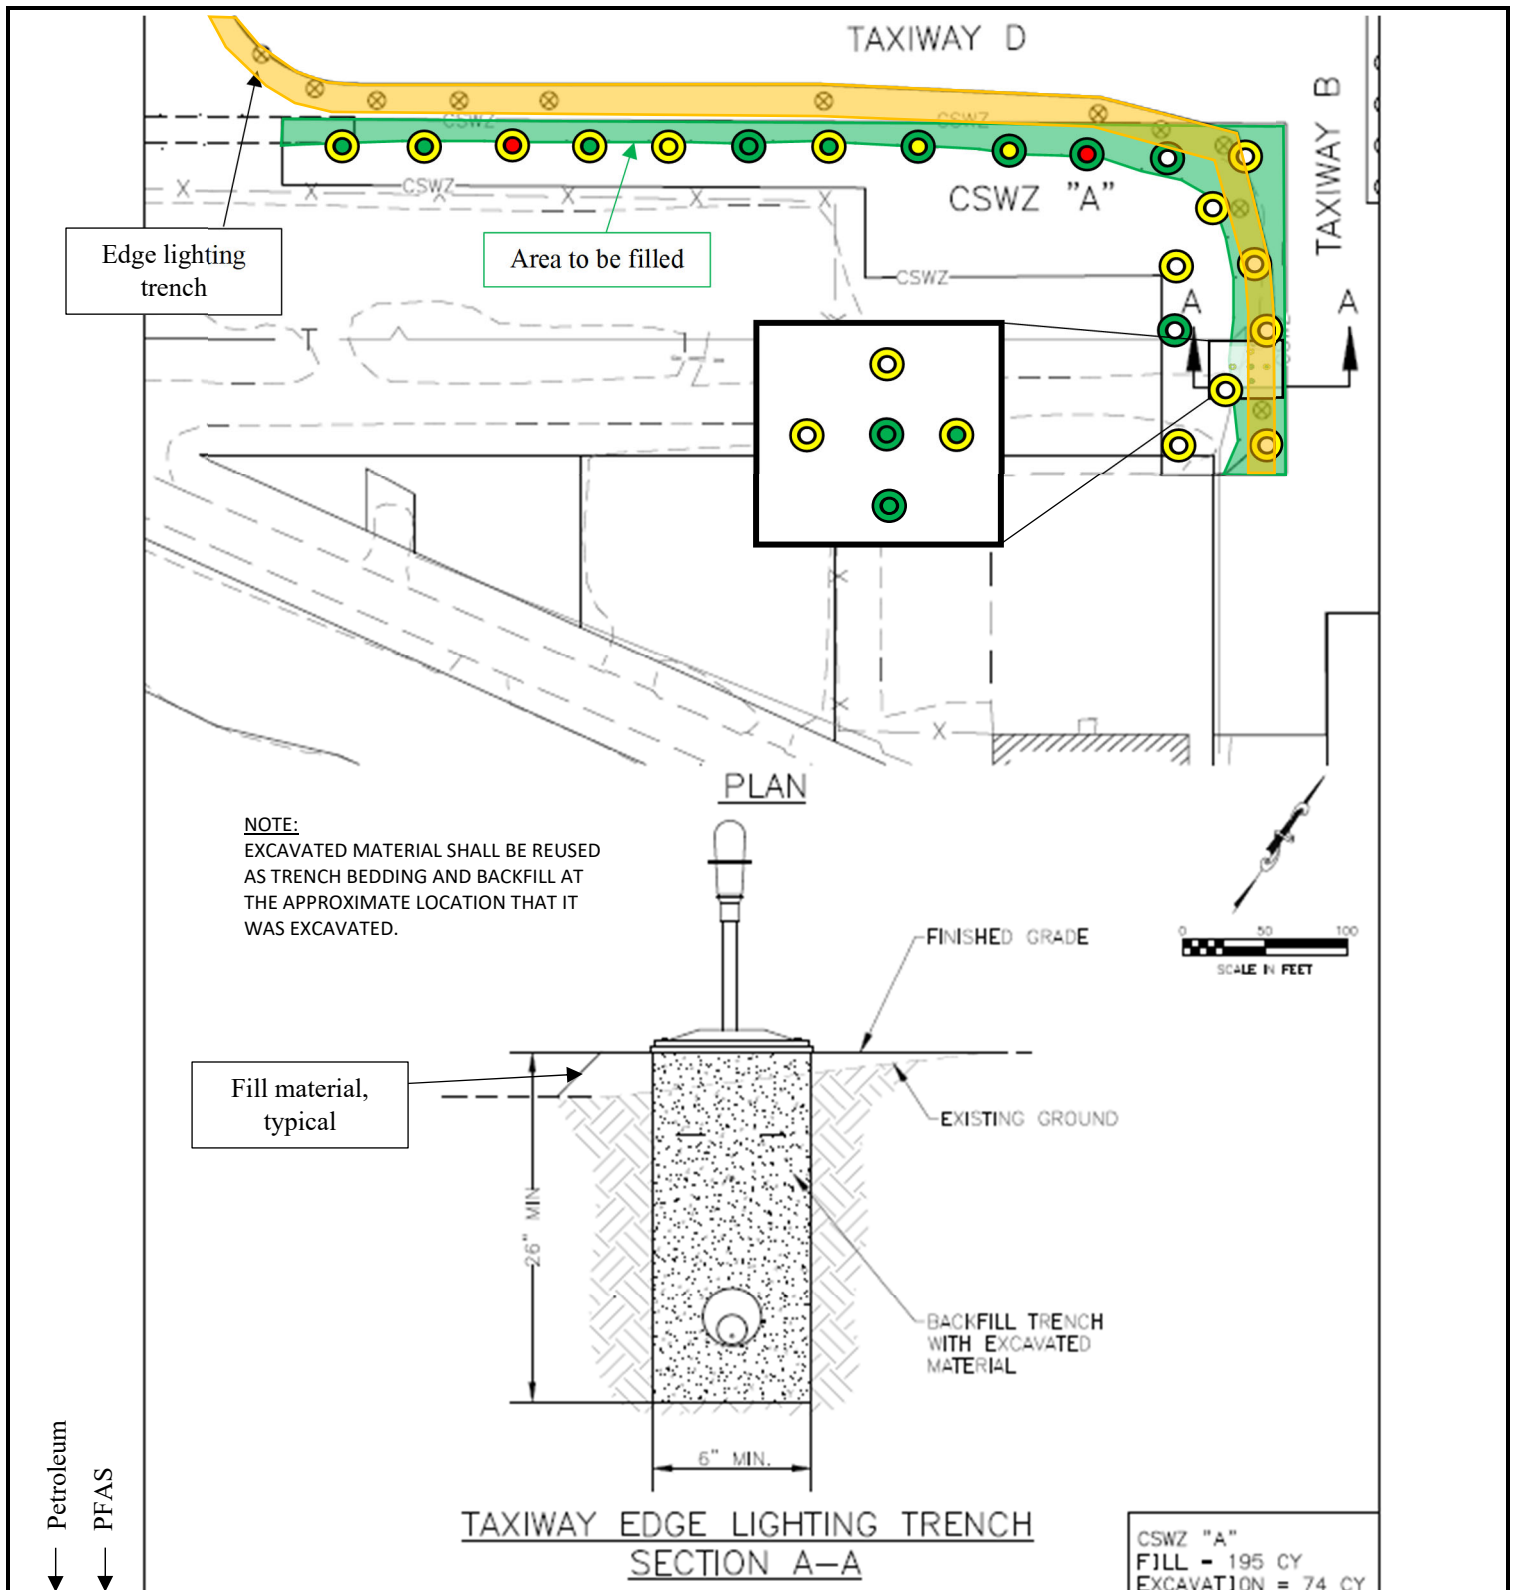 TAXIWAY D
TAXIWAY B
CSWZ
CSWZ
Edge lighting
trench
CSWZ
Area to be filled
CSWZ "A"
CSWZ
CSWZ
A
A
T
X X X X X X
X
X
X
PLAN
NOTE:
EXCAVATED MATERIAL SHALL BE REUSED
AS TRENCH BEDDING AND BACKFILL AT
THE APPROXIMATE LOCATION THAT IT
WAS EXCAVATED.
0 50 100
SCALE IN FEET
FINISHED GRADE
Fill material,
typical
EXISTING GROUND
26" MIN
BACKFILL TRENCH
WITH EXCAVATED
MATERIAL
6" MIN.
Petroleum
PFAS
TAXIWAY EDGE LIGHTING TRENCH
SECTION A-A
CSWZ "A"
FILL = 195 CY
EXCAVATION = 74 CY